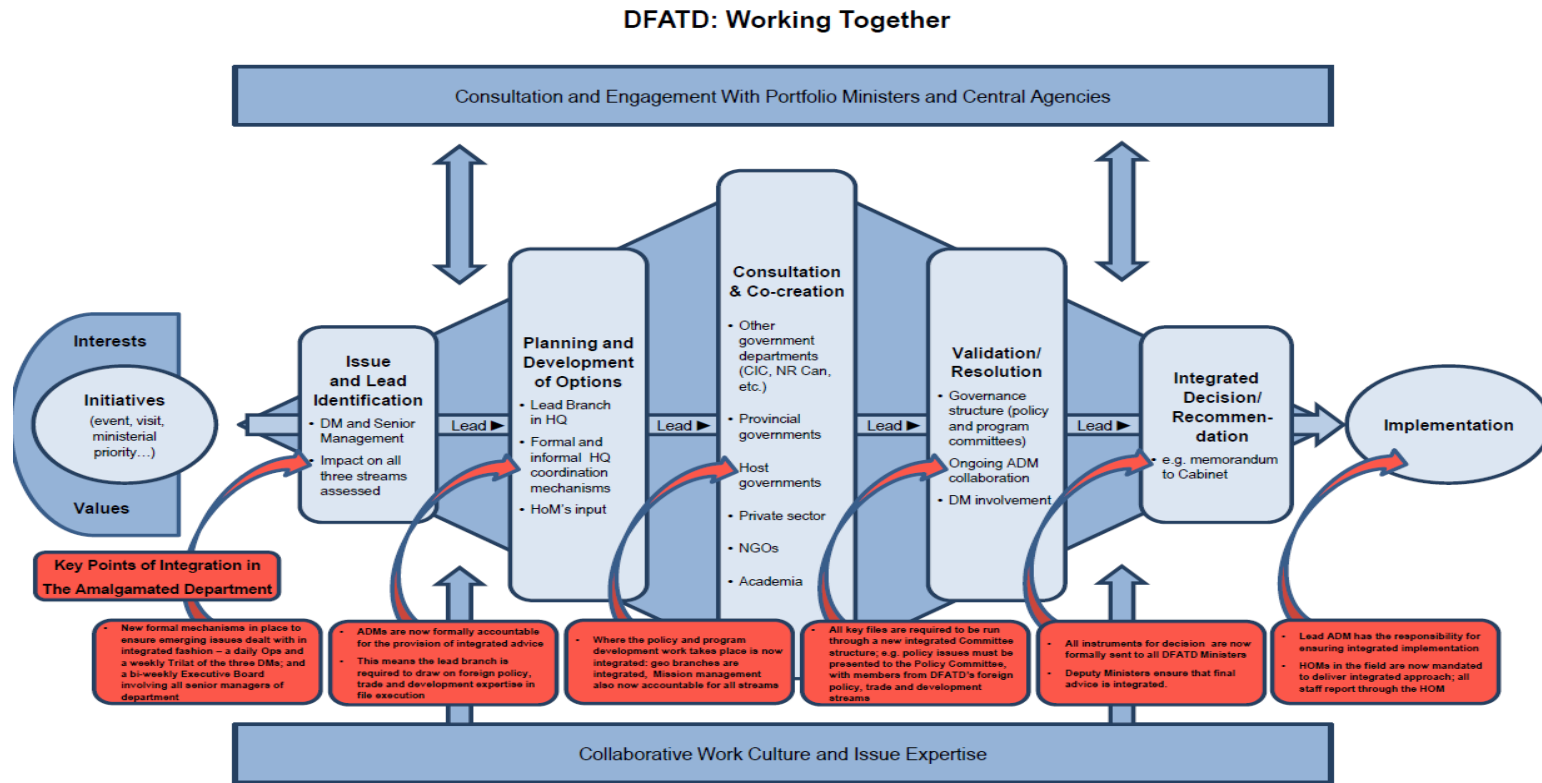 DFATD: Working Together
Consultation and Engagement With Portfolio Ministers and Central Agencies
Interests
Initiatives
(event, visit,
ministerial
priority…)
Values
Issue
and Lead
Identification
• DM and Senior
Management
• Impact on all
three streams
assessed
Lead ►
Planning and
Development
of Options
• Lead Branch
in HQ
• Formal and
informal HQ
coordination
mechanisms
• HoM's input
Lead ►
Consultation
& Co-creation
• Other
government
departments
(CIC, NR Can,
etc.)
• Provincial
governments
• Host
governments
• Private sector
• NGOs
• Academia
Lead ►
Validation/
Resolution
• Governance
structure (policy
and program
committees)
• Ongoing ADM
collaboration
• DM involvement
Lead ►
Integrated
Decision/
Recommen-
dation
• e.g. memorandum
to Cabinet
Implementation
Key Points of Integration in
The Amalgamated Department
- New formal mechanisms in place to
ensure emerging issues dealt with in
integrated fashion – a daily Ops and
a weekly Trilat of the three DMs; and
a bi-weekly Executive Board
involving all senior managers of
department
- ADMs are now formally accountable
for the provision of integrated advice
- This means the lead branch is
required to draw on foreign policy,
trade and development expertise in
file execution
- Where the policy and program
development work takes place is now
integrated: geo branches are
integrated, Mission management
also now accountable for all streams
- All key files are required to be run
through a new integrated Committee
structure; e.g. policy issues must be
presented to the Policy Committee,
with members from DFATD's foreign
policy, trade and development
streams
- All instruments for decision are now
formally sent to all DFATD Ministers
- Deputy Ministers ensure that final
advice is integrated.
- Lead ADM has the responsibility for
ensuring integrated implementation
- HOMs in the field are now mandated
to deliver integrated approach; all
staff report through the HOM
Collaborative Work Culture and Issue Expertise